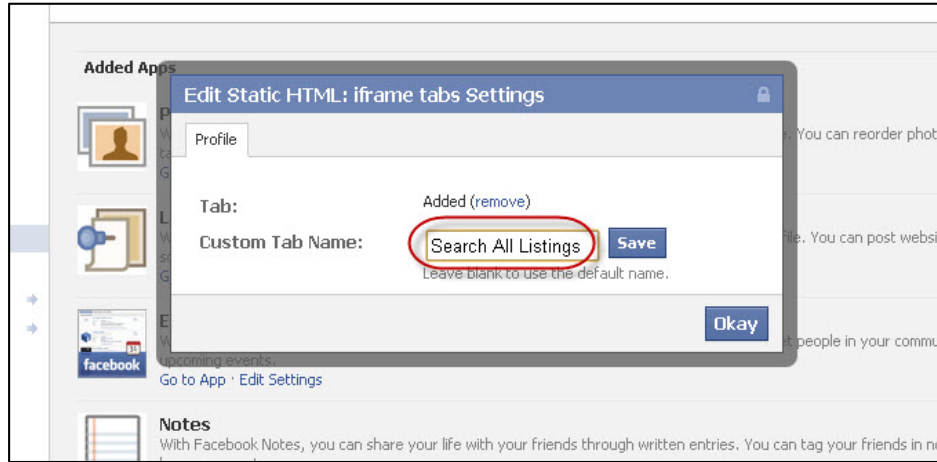 Added Apps
Edit Static HTML: iframe tabs Settings
Profile
You can reorder phot
Tab:
Added (remove)
Custom Tab Name:
Search All Listings
Save
file. You can post websi
Leave blank to use the default name.
Okay
people in your commu
upcoming events.
facebook
Go to App · Edit Settings
Notes
With Facebook Notes, you can share your life with your friends through written entries. You can tag your friends in